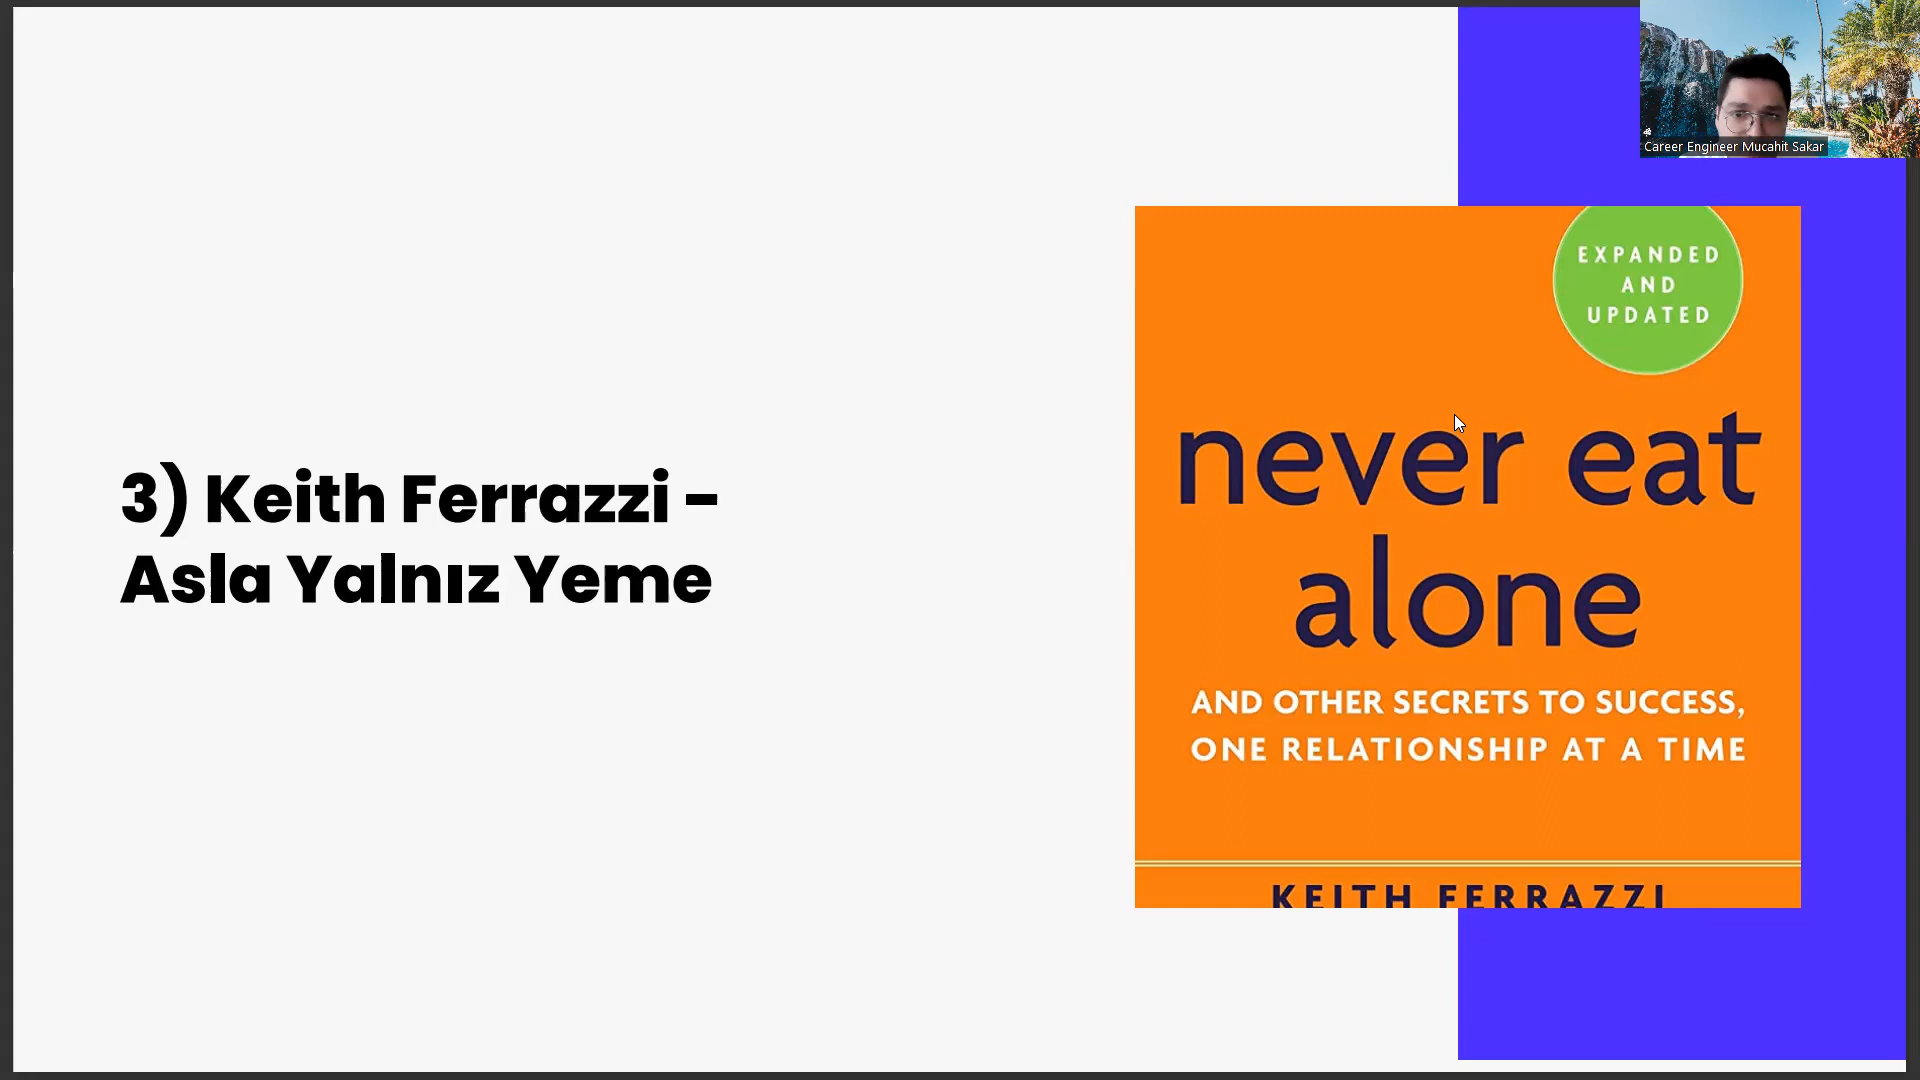 Career Engineer Mucahit Sakar
3) Keith Ferrazzi –
Asla Yalnız Yeme
EXPANDED
AND
UPDATED
never eat
alone
AND OTHER SECRETS TO SUCCESS,
ONE RELATIONSHIP AT A TIME
KEITH FERRAZZI